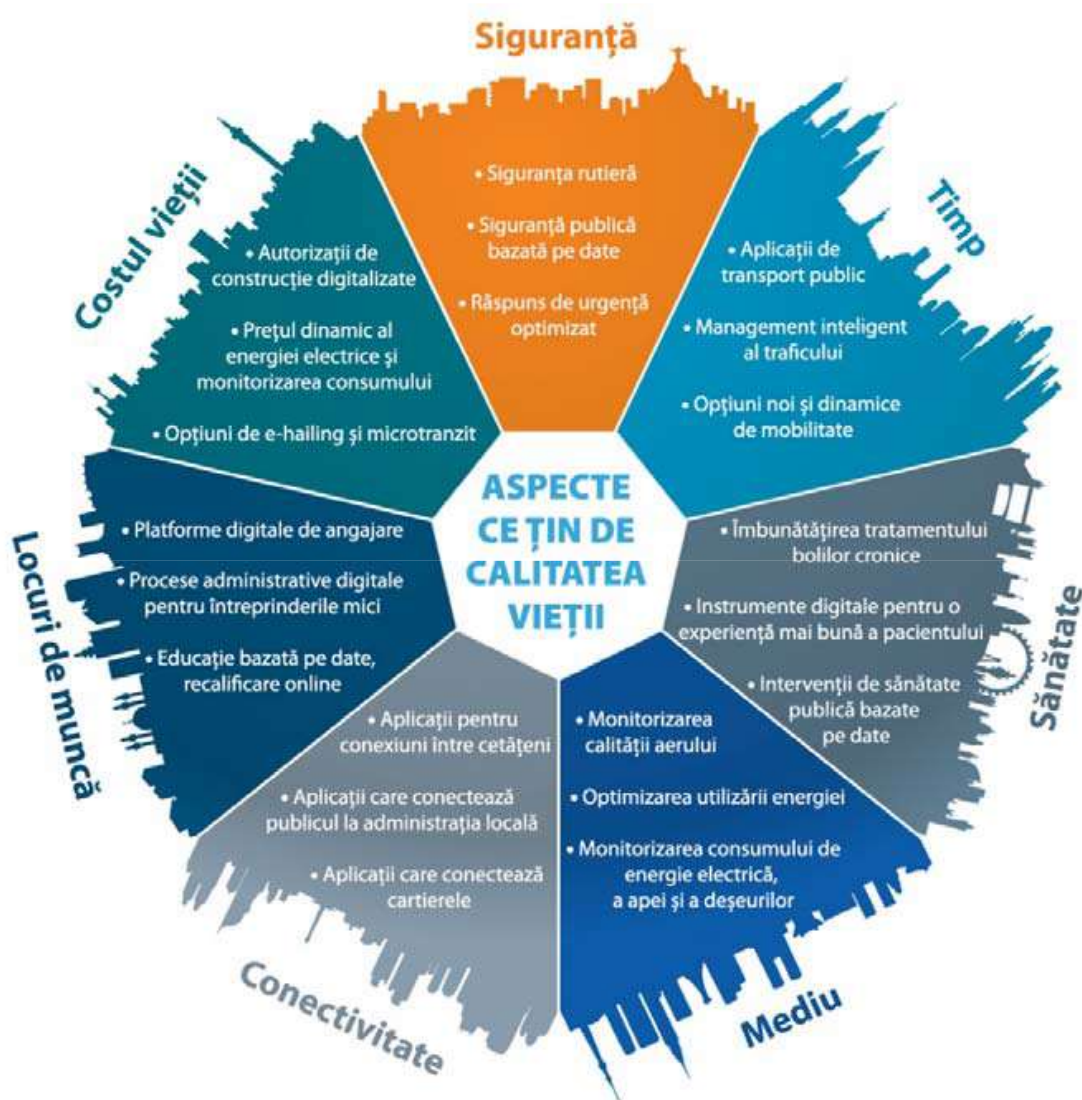 Siguranță
• Siguranța rutieră
• Siguranță publică
bazată pe date
• Răspuns de urgență
optimizat
Timp
• Aplicații de
transport public
• Management inteligent
al traficului
• Opțiuni noi și dinamice
de mobilitate
Sănătate
• Îmbunătățirea tratamentului
bolilor cronice
• Instrumente digitale pentru o
experiență mai bună a pacientului
• Intervenții de sănătate
publică bazate
pe date
Mediu
• Monitorizarea
calității aerului
• Optimizarea utilizării energiei
• Monitorizarea consumului de
energie electrică,
a apei și a deșeurilor
Conectivitate
• Aplicații pentru
conexiuni între cetățeni
• Aplicații care conectează
publicul la administrația locală
• Aplicații care conectează
cartierele
Locuri de muncă
• Platforme digitale de angajare
• Procese administrative digitale
pentru întreprinderile mici
• Educație bazată pe date,
recalificare online
Costul vieții
• Autorizații de
construcție digitalizate
• Prețul dinamic al
energiei electrice și
monitorizarea consumului
• Opțiuni de e-hailing și microtranzit
ASPECTE
CE ȚIN DE
CALITATEA
VIEȚII